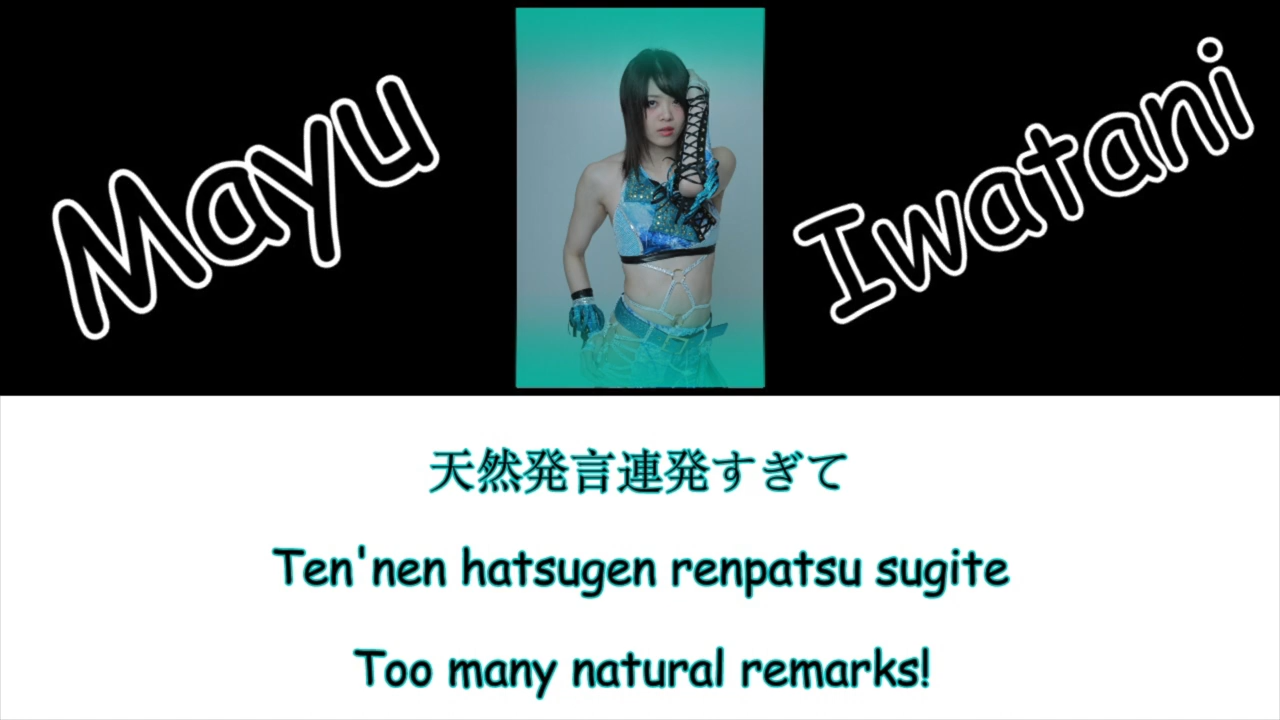 Mayu
Iwatani
天然発言連発すぎて
Ten'nen hatsugen renpatsu sugite
Too many natural remarks!